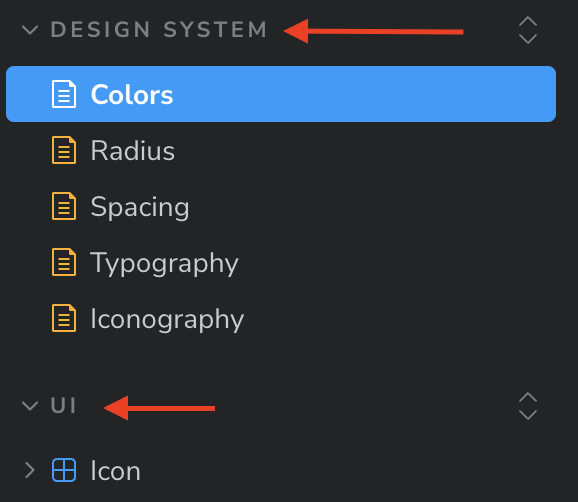 DESIGN SYSTEM
Colors
Radius
Spacing
Typography
Iconography
UI
Icon